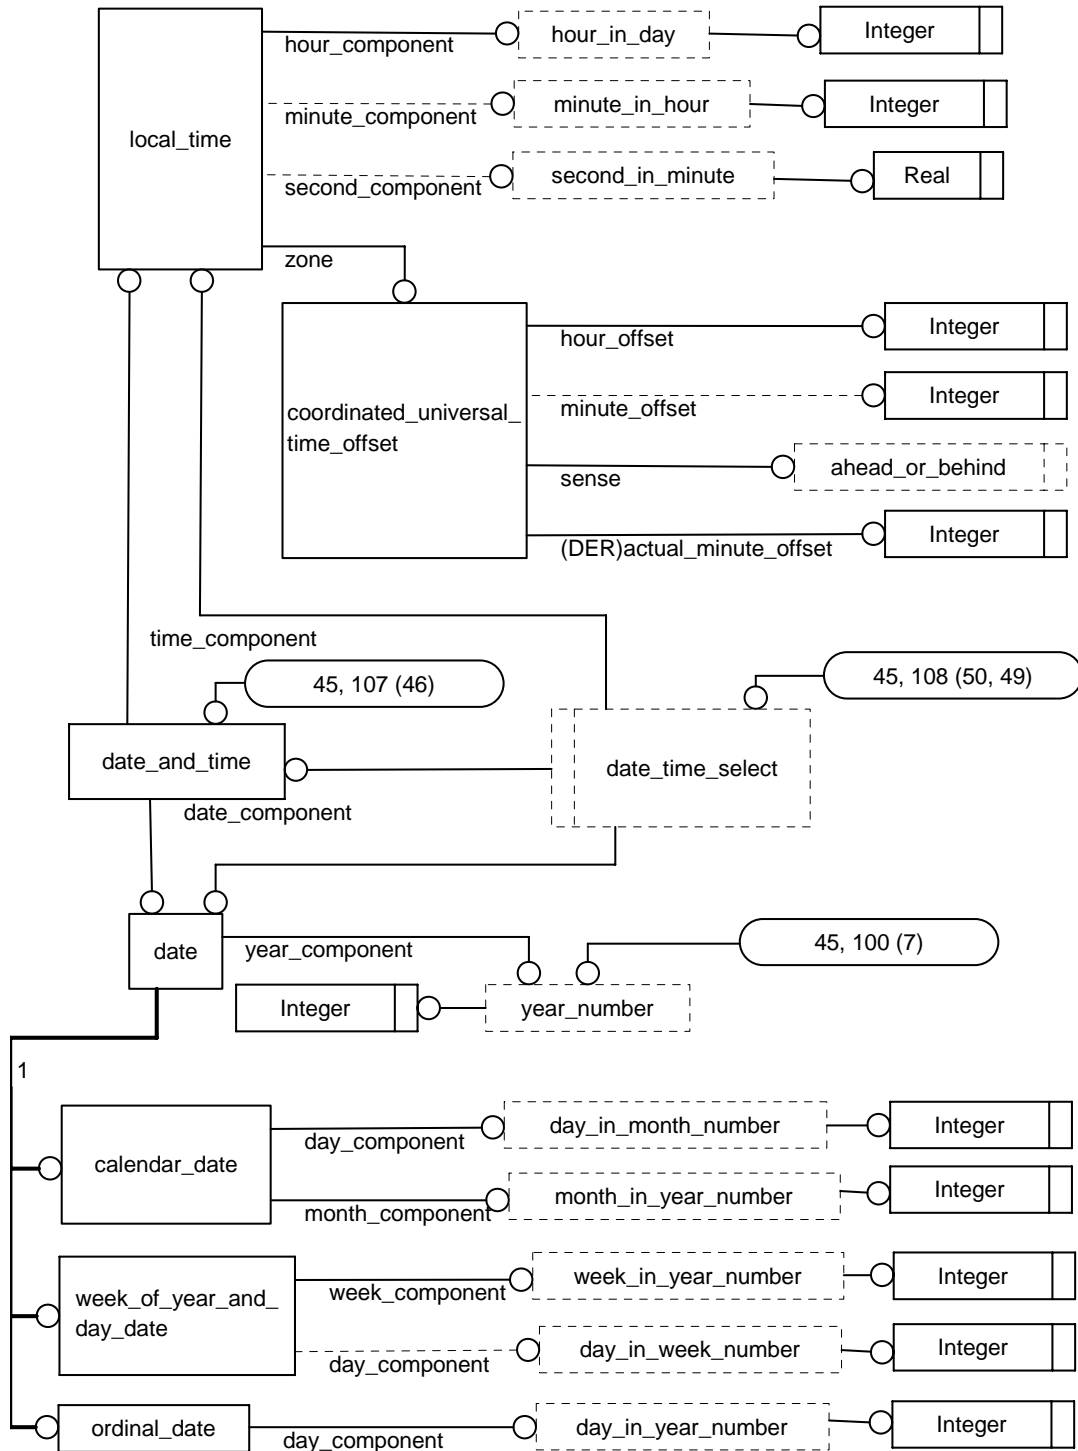 hour_component
hour_in_day
Integer
local_time
minute_component
minute_in_hour
Integer
second_component
second_in_minute
Real
zone
coordinated_universal_
time_offset
hour_offset
Integer
minute_offset
Integer
sense
ahead_or_behind
(DER)actual_minute_offset
Integer
time_component
45, 107 (46)
45, 108 (50, 49)
date_and_time
date_time_select
date_component
date
year_component
45, 100 (7)
Integer
year_number
1
calendar_date
day_component
day_in_month_number
Integer
month_component
month_in_year_number
Integer
week_of_year_and_
day_date
week_component
week_in_year_number
Integer
day_component
day_in_week_number
Integer
ordinal_date
day_component
day_in_year_number
Integer